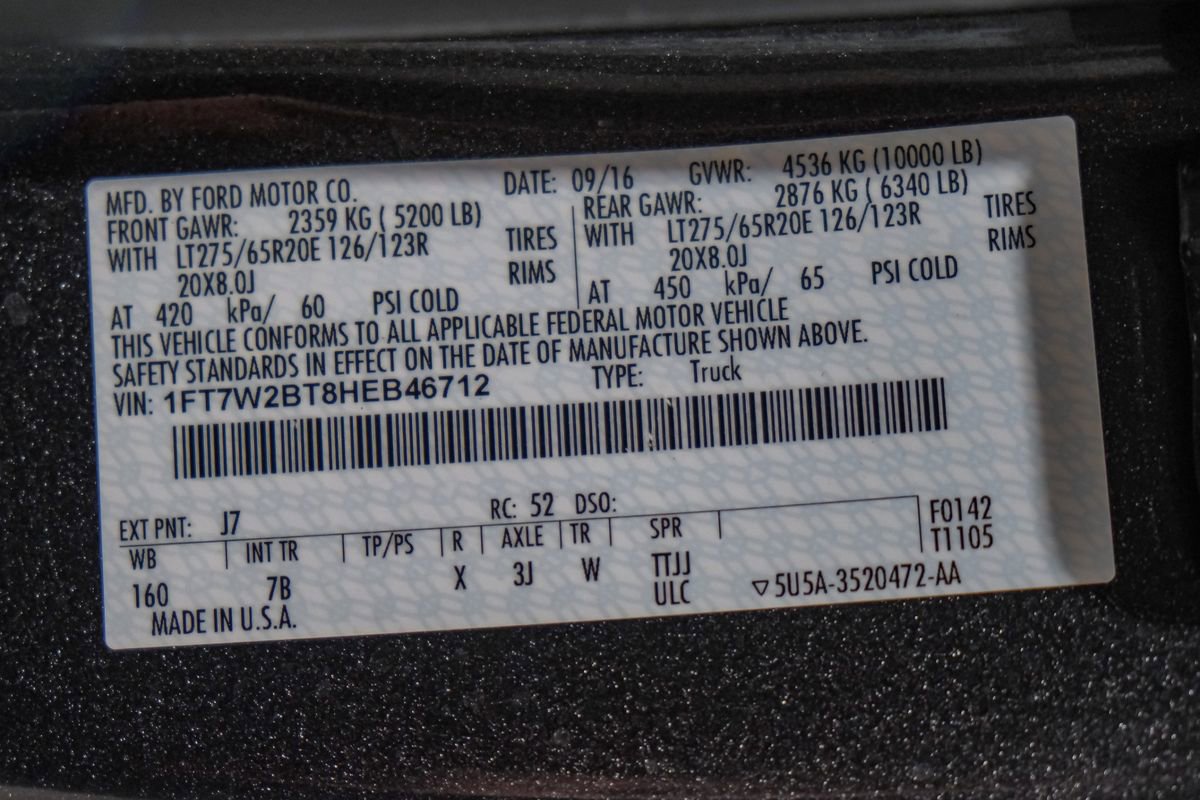 MFD. BY FORD MOTOR CO. DATE: 09/16 GVWR: 4536 KG (10000 LB)
FRONT GAWR: 2359 KG ( 5200 LB) REAR GAWR: 2876 KG ( 6340 LB)
WITH LT275/65R20E 126/123R TIRES WITH LT275/65R20E 126/123R TIRES
20X8.0J RIMS 20X8.0J RIMS
AT 420 kPa/ 60 PSI COLD AT 450 kPa/ 65 PSI COLD
THIS VEHICLE CONFORMS TO ALL APPLICABLE FEDERAL MOTOR VEHICLE
SAFETY STANDARDS IN EFFECT ON THE DATE OF MANUFACTURE SHOWN ABOVE.
VIN: 1FT7W2BT8HEB46712 TYPE: Truck
EXT PNT: J7 RC: 52 DSO: F0142
WB INT TR TP/PS R AXLE TR SPR T1105
160 7B X 3J W TTJJ
MADE IN U.S.A. ULC ▽5U5A-3520472-AA